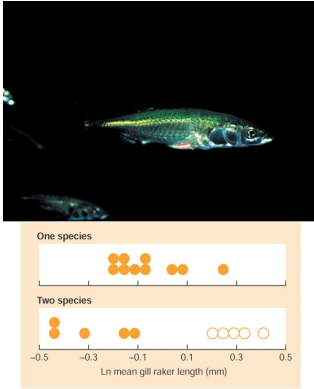 One species
Two species
−0.5 −0.3 −0.1 0.1 0.3 0.5
Ln mean gill raker length (mm)